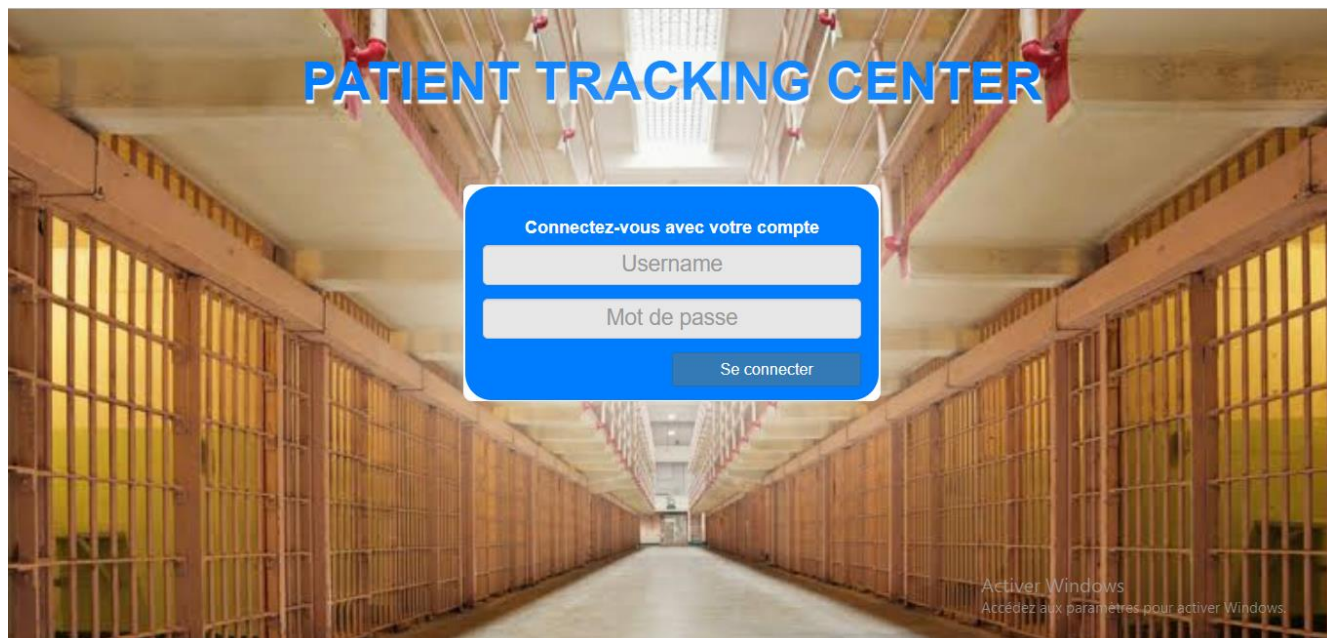 PATIENT TRACKING CENTER
Connectez-vous avec votre compte
Username
Mot de passe
Se connecter
Activer Windows
Accédez aux paramètres pour activer Windows.